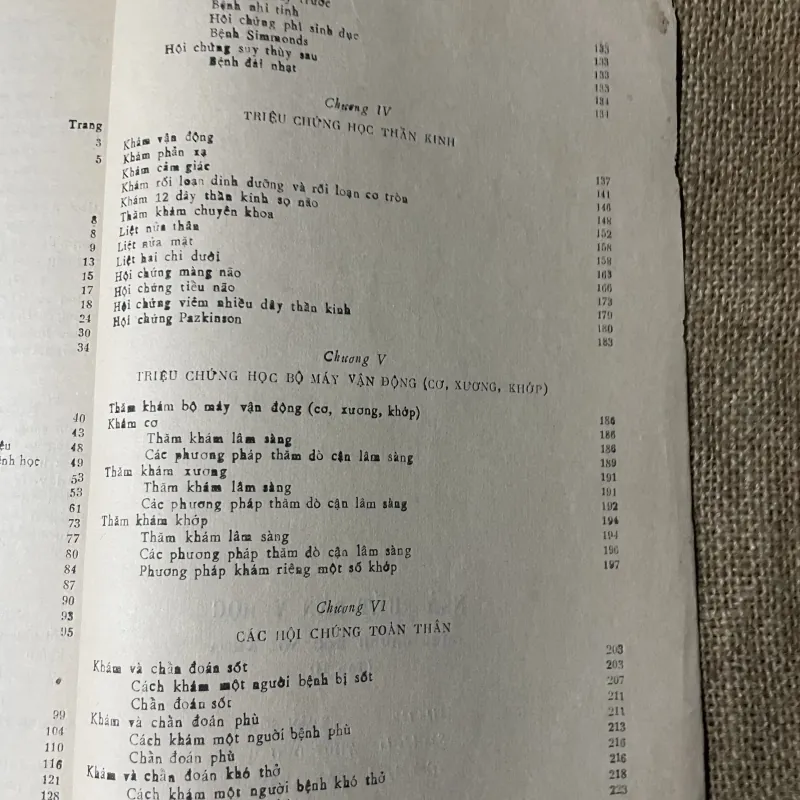 Trang
3
5
8
8
9
13
15
17
18
24
30
34
40
43
48
nh học 49
53
53
61
73
77
80
84
87
90
93
95
99
104
110
116
121
128
trước
Bệnh nhi tính
Hội chứng phì sinh dục
Bệnh Simmonds
Hội chứng suy thùy sau
Bệnh đái nhạt
133
133
133
134
134
Chương IV
TRIỆU CHỨNG HỌC THẦN KINH
Khám vận động
Khám phản xạ
Khám cảm giác
Khám rối loạn dinh dưỡng và rối loạn cơ tròn
Khám 12 dây thần kinh sọ não
Thăm khám chuyên khoa
Liệt nửa thân
Liệt nửa mặt
Liệt hai chi dưới
Hội chứng màng não
Hội chứng tiểu não
Hội chứng viêm nhiều dây thần kinh
Hội chứng Pazkinson
137
141
146
148
152
158
159
163
166
173
179
180
183
Chương V
TRIỆU CHỨNG HỌC BỘ MÁY VẬN ĐỘNG (CƠ, XƯƠNG, KHỚP)
Thăm khám bộ máy vận động (cơ, xương, khớp)
Khám cơ 186
Thăm khám lâm sàng 186
Các phương pháp thăm dò cận lâm sàng 186
Thăm khám xương 189
Thăm khám lâm sàng 191
Các phương pháp thăm dò cận lâm sàng 191
192
Thăm khám khớp 194
Thăm khám lâm sàng 194
Các phương pháp thăm dò cận lâm sàng 196
Phương pháp khám riêng một số khớp 197
Chương VI
CÁC HỘI CHỨNG TOÀN THÂN
Khám và chẩn đoán sốt 203
Cách khám một người bệnh bị sốt 203
Chẩn đoán sốt 207
Khám và chẩn đoán phù 211
Cách khám một người bệnh phù 211
Chẩn đoán phù 213
Khám và chẩn đoán khó thở 216
Cách khám một người bệnh khó thở 216
218
223